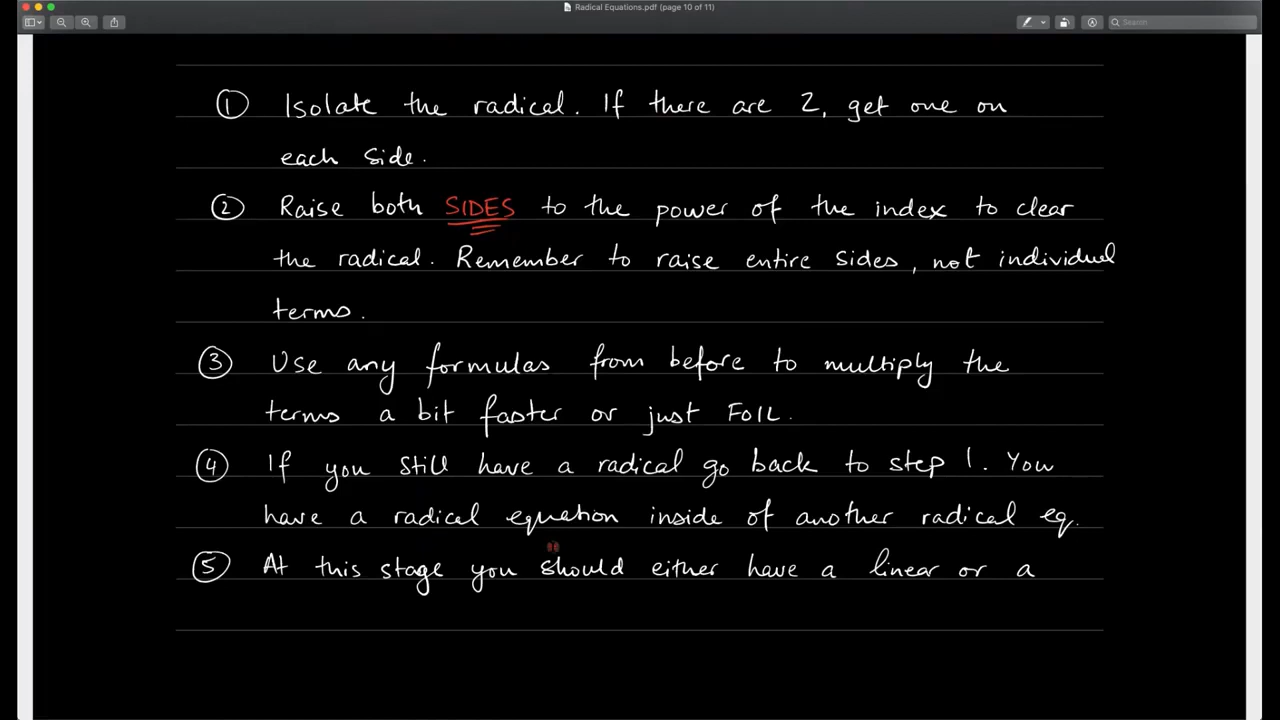 Radical Equations.pdf (page 10 of 11)
Search
① Isolate the radical. If there are 2, get one on
each side.
② Raise both SIDES to the power of the index to clear
the radical. Remember to raise entire sides, not individual
terms.
③ Use any formulas from before to multiply the
terms a bit faster or just FOIL.
④ If you still have a radical go back to step 1. You
have a radical equation inside of another radical eq.
⑤ At this stage you should either have a linear or a